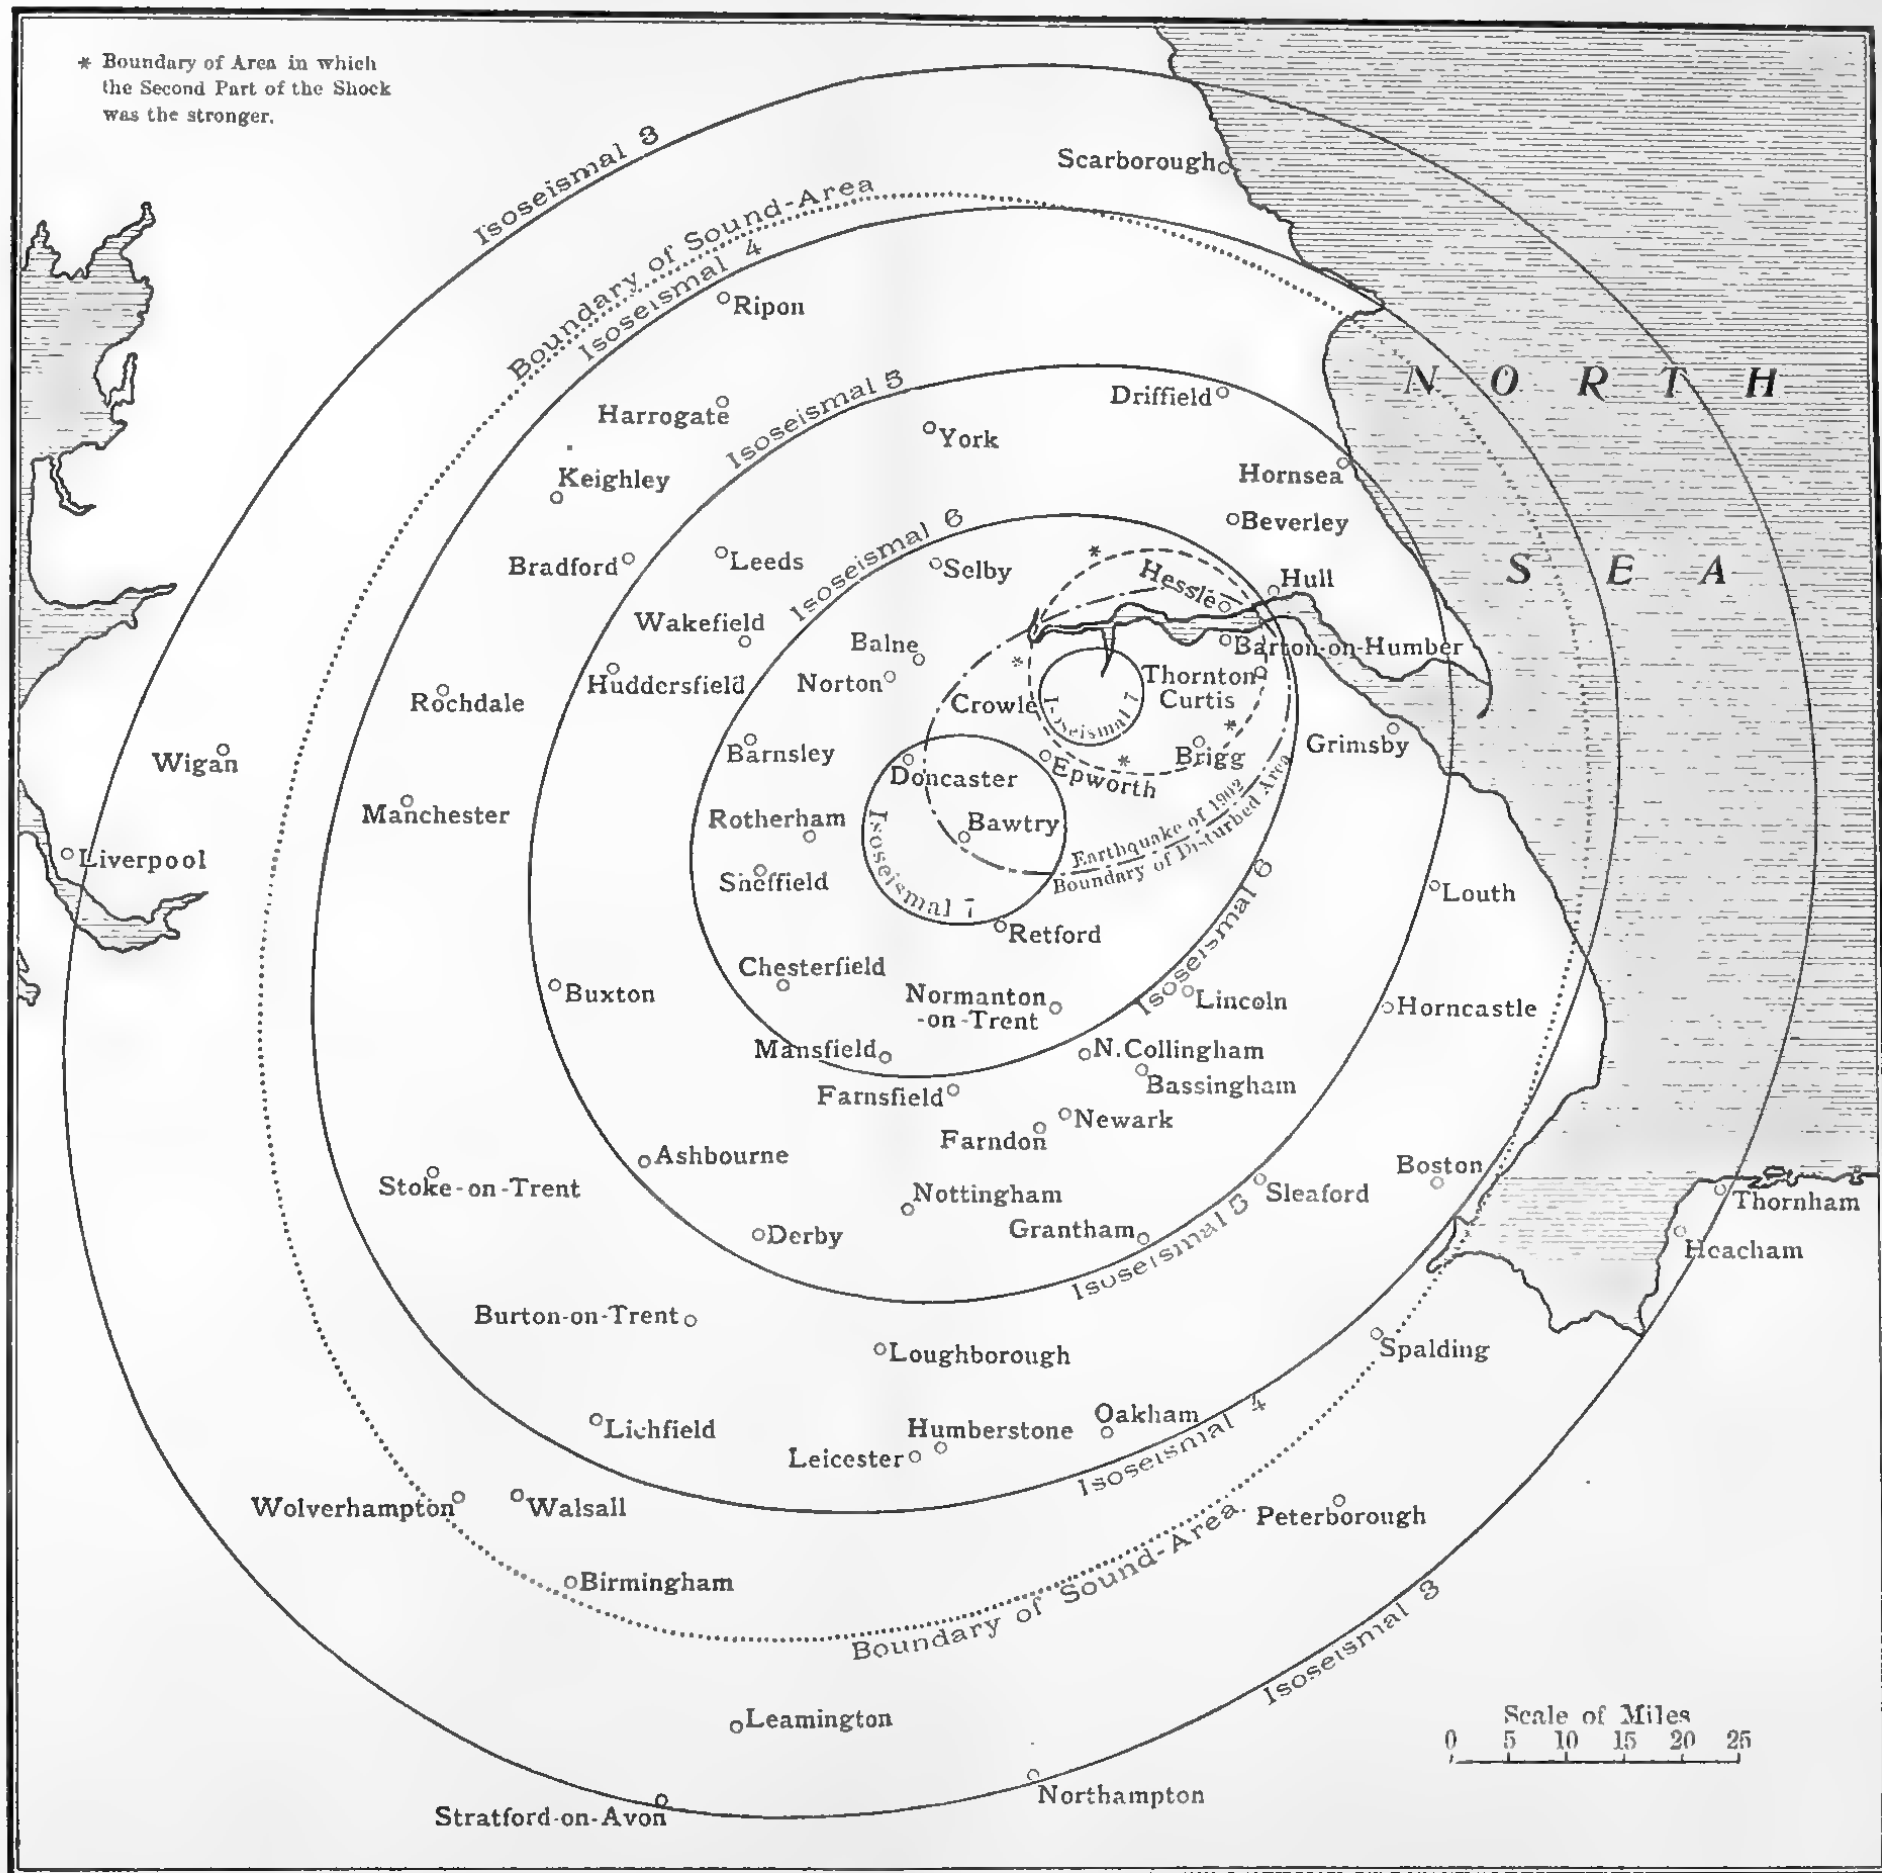 * Boundary of Area in which
the Second Part of the Shock
was the stronger.
Isoseismal 3
Scarborough
Boundary of Sound-Area
Isoseismal 4
Ripon
NORTH
Isoseismal 5
Driffield
Harrogate
York
Keighley
Hornsea
Isoseismal 6
Beverley
*
Bradford
Leeds
Selby
SEA
Hessle
Hull
Wakefield
Balne
Barton-on-Humber
*
Huddersfield
Norton
Thornton
Curtis
Rochdale
Crowle
Isoseismal 7
*
Wigan
Barnsley
Grimsby
Brigg
*
Doncaster
Epworth
Manchester
Rotherham
Bawtry
Earthquake of 1902
Boundary of Disturbed Area
Liverpool
Sheffield
Isoseismal 7
Isoseismal 6
Louth
Retford
Chesterfield
Buxton
Normanton
-on-Trent
Lincoln
Horncastle
Mansfield
N.Collingham
Bassingham
Farnsfield
Newark
Farndon
Ashbourne
Boston
Stoke-on-Trent
Nottingham
Sleaford
Thornham
Derby
Grantham
Heacham
Isoseismal 5
Burton-on-Trent
Loughborough
Spalding
Oakham
Lichfield
Humberstone
Leicester
Isoseismal 4
Wolverhampton
Walsall
Peterborough
Birmingham
Boundary of Sound-Area.
Isoseismal 3
Leamington
Scale of Miles
0 5 10 15 20 25
Northampton
Stratford-on-Avon